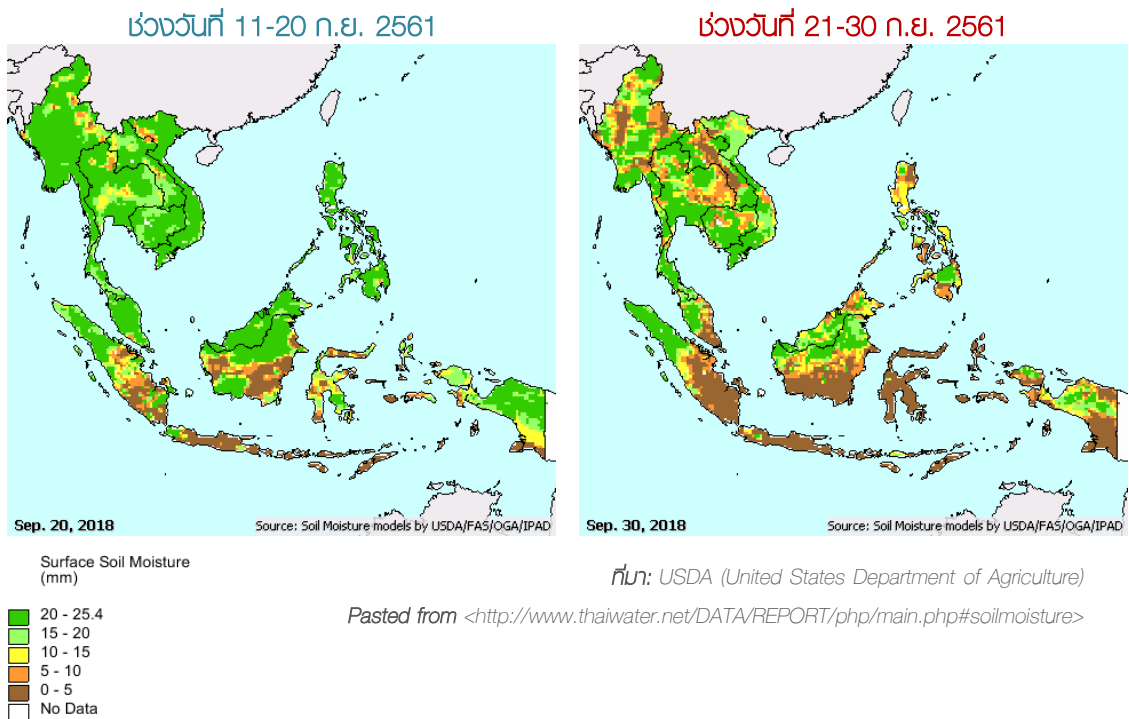 ช่วงวันที่ 11-20 ก.ย. 2561
ช่วงวันที่ 21-30 ก.ย. 2561
Sep. 20, 2018
Source: Soil Moisture models by USDA/FAS/OGA/IPAD
Sep. 30, 2018
Source: Soil Moisture models by USDA/FAS/OGA/IPAD
Surface Soil Moisture
(mm)
20 - 25.4
15 - 20
10 - 15
5 - 10
0 - 5
No Data
ที่มา: USDA (United States Department of Agriculture)
Pasted from <http://www.thaiwater.net/DATA/REPORT/php/main.php#soilmoisture>